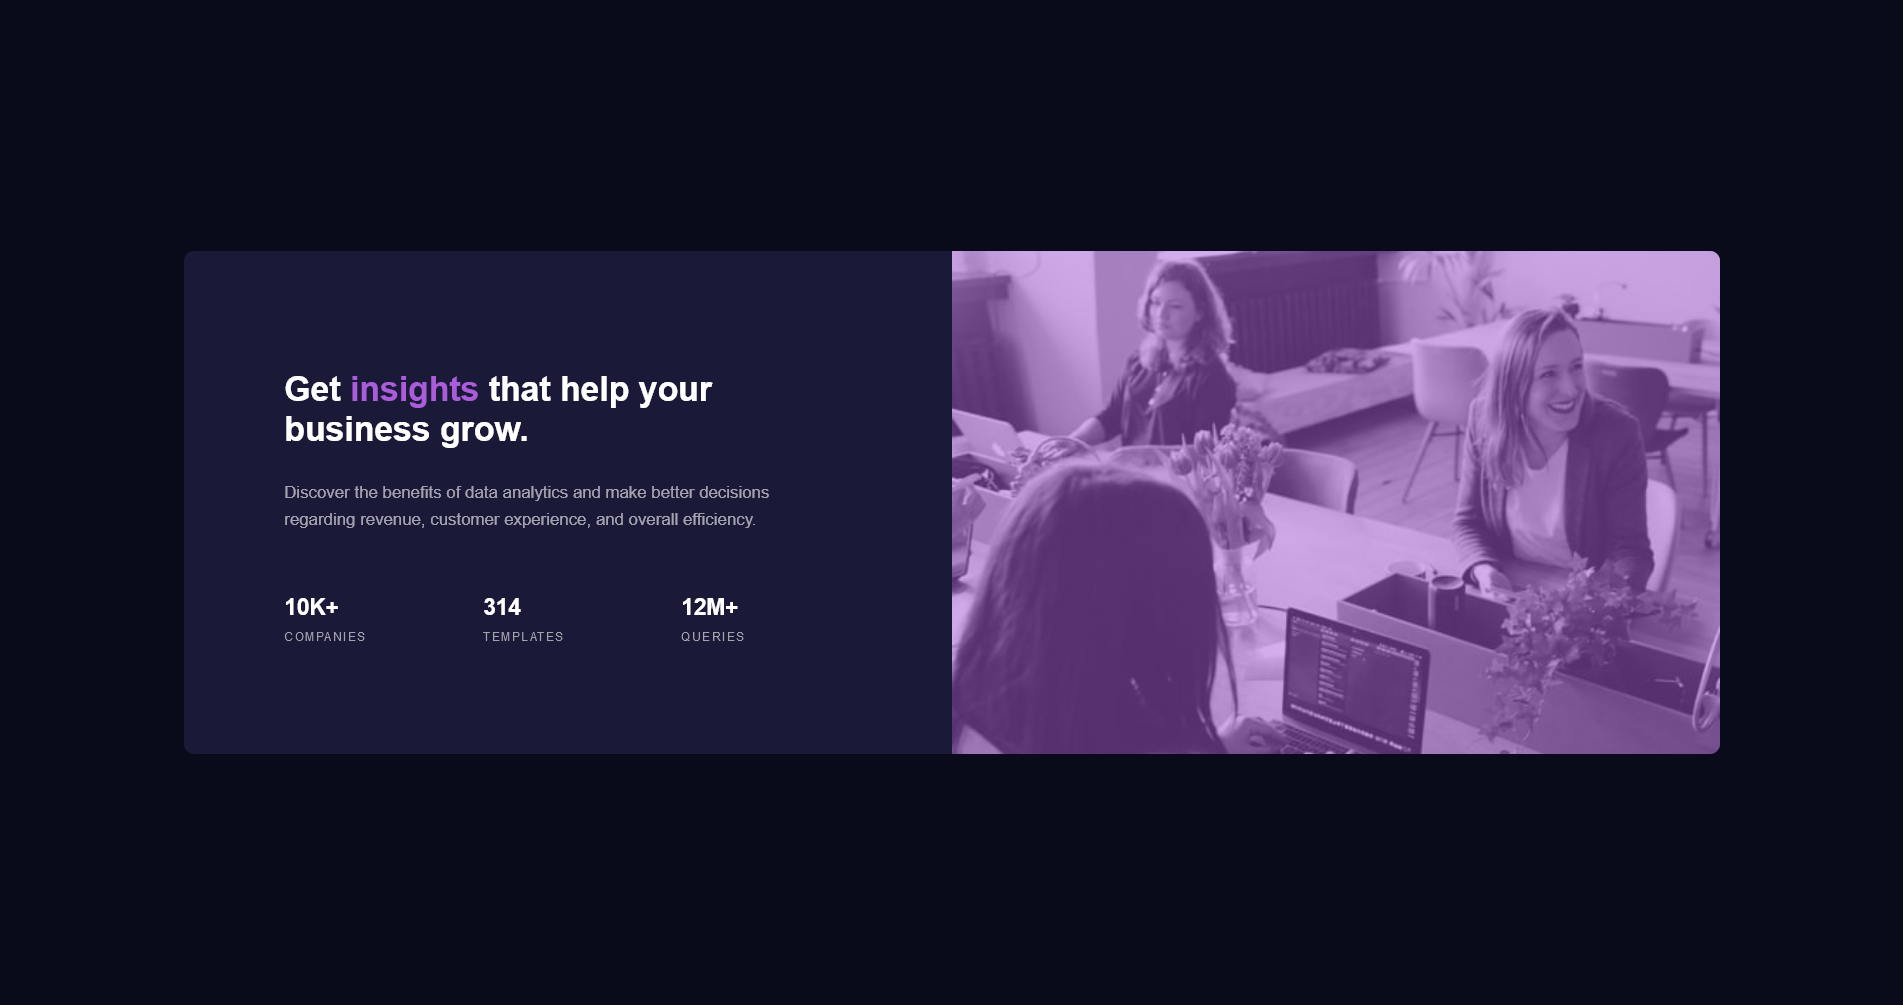 Get insights that help your
business grow.
Discover the benefits of data analytics and make better decisions
regarding revenue, customer experience, and overall efficiency.
10K+ 314 12M+
COMPANIES TEMPLATES QUERIES